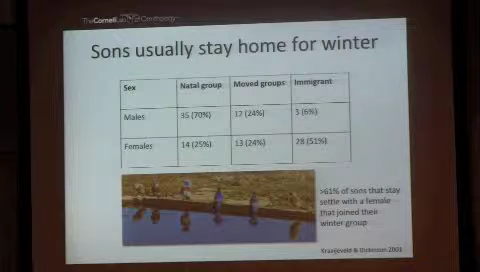 TheCornellLab of Ornithology
Sons usually stay home for winter
Sex Natal group Moved groups Immigrant
Males 35 (70%) 12 (24%) 3 (6%)
Females 14 (25%) 13 (24%) 28 (51%)
>61% of sons that stay
settle with a female
that joined their
winter group
Kraaijeveld & Dickinson 2001